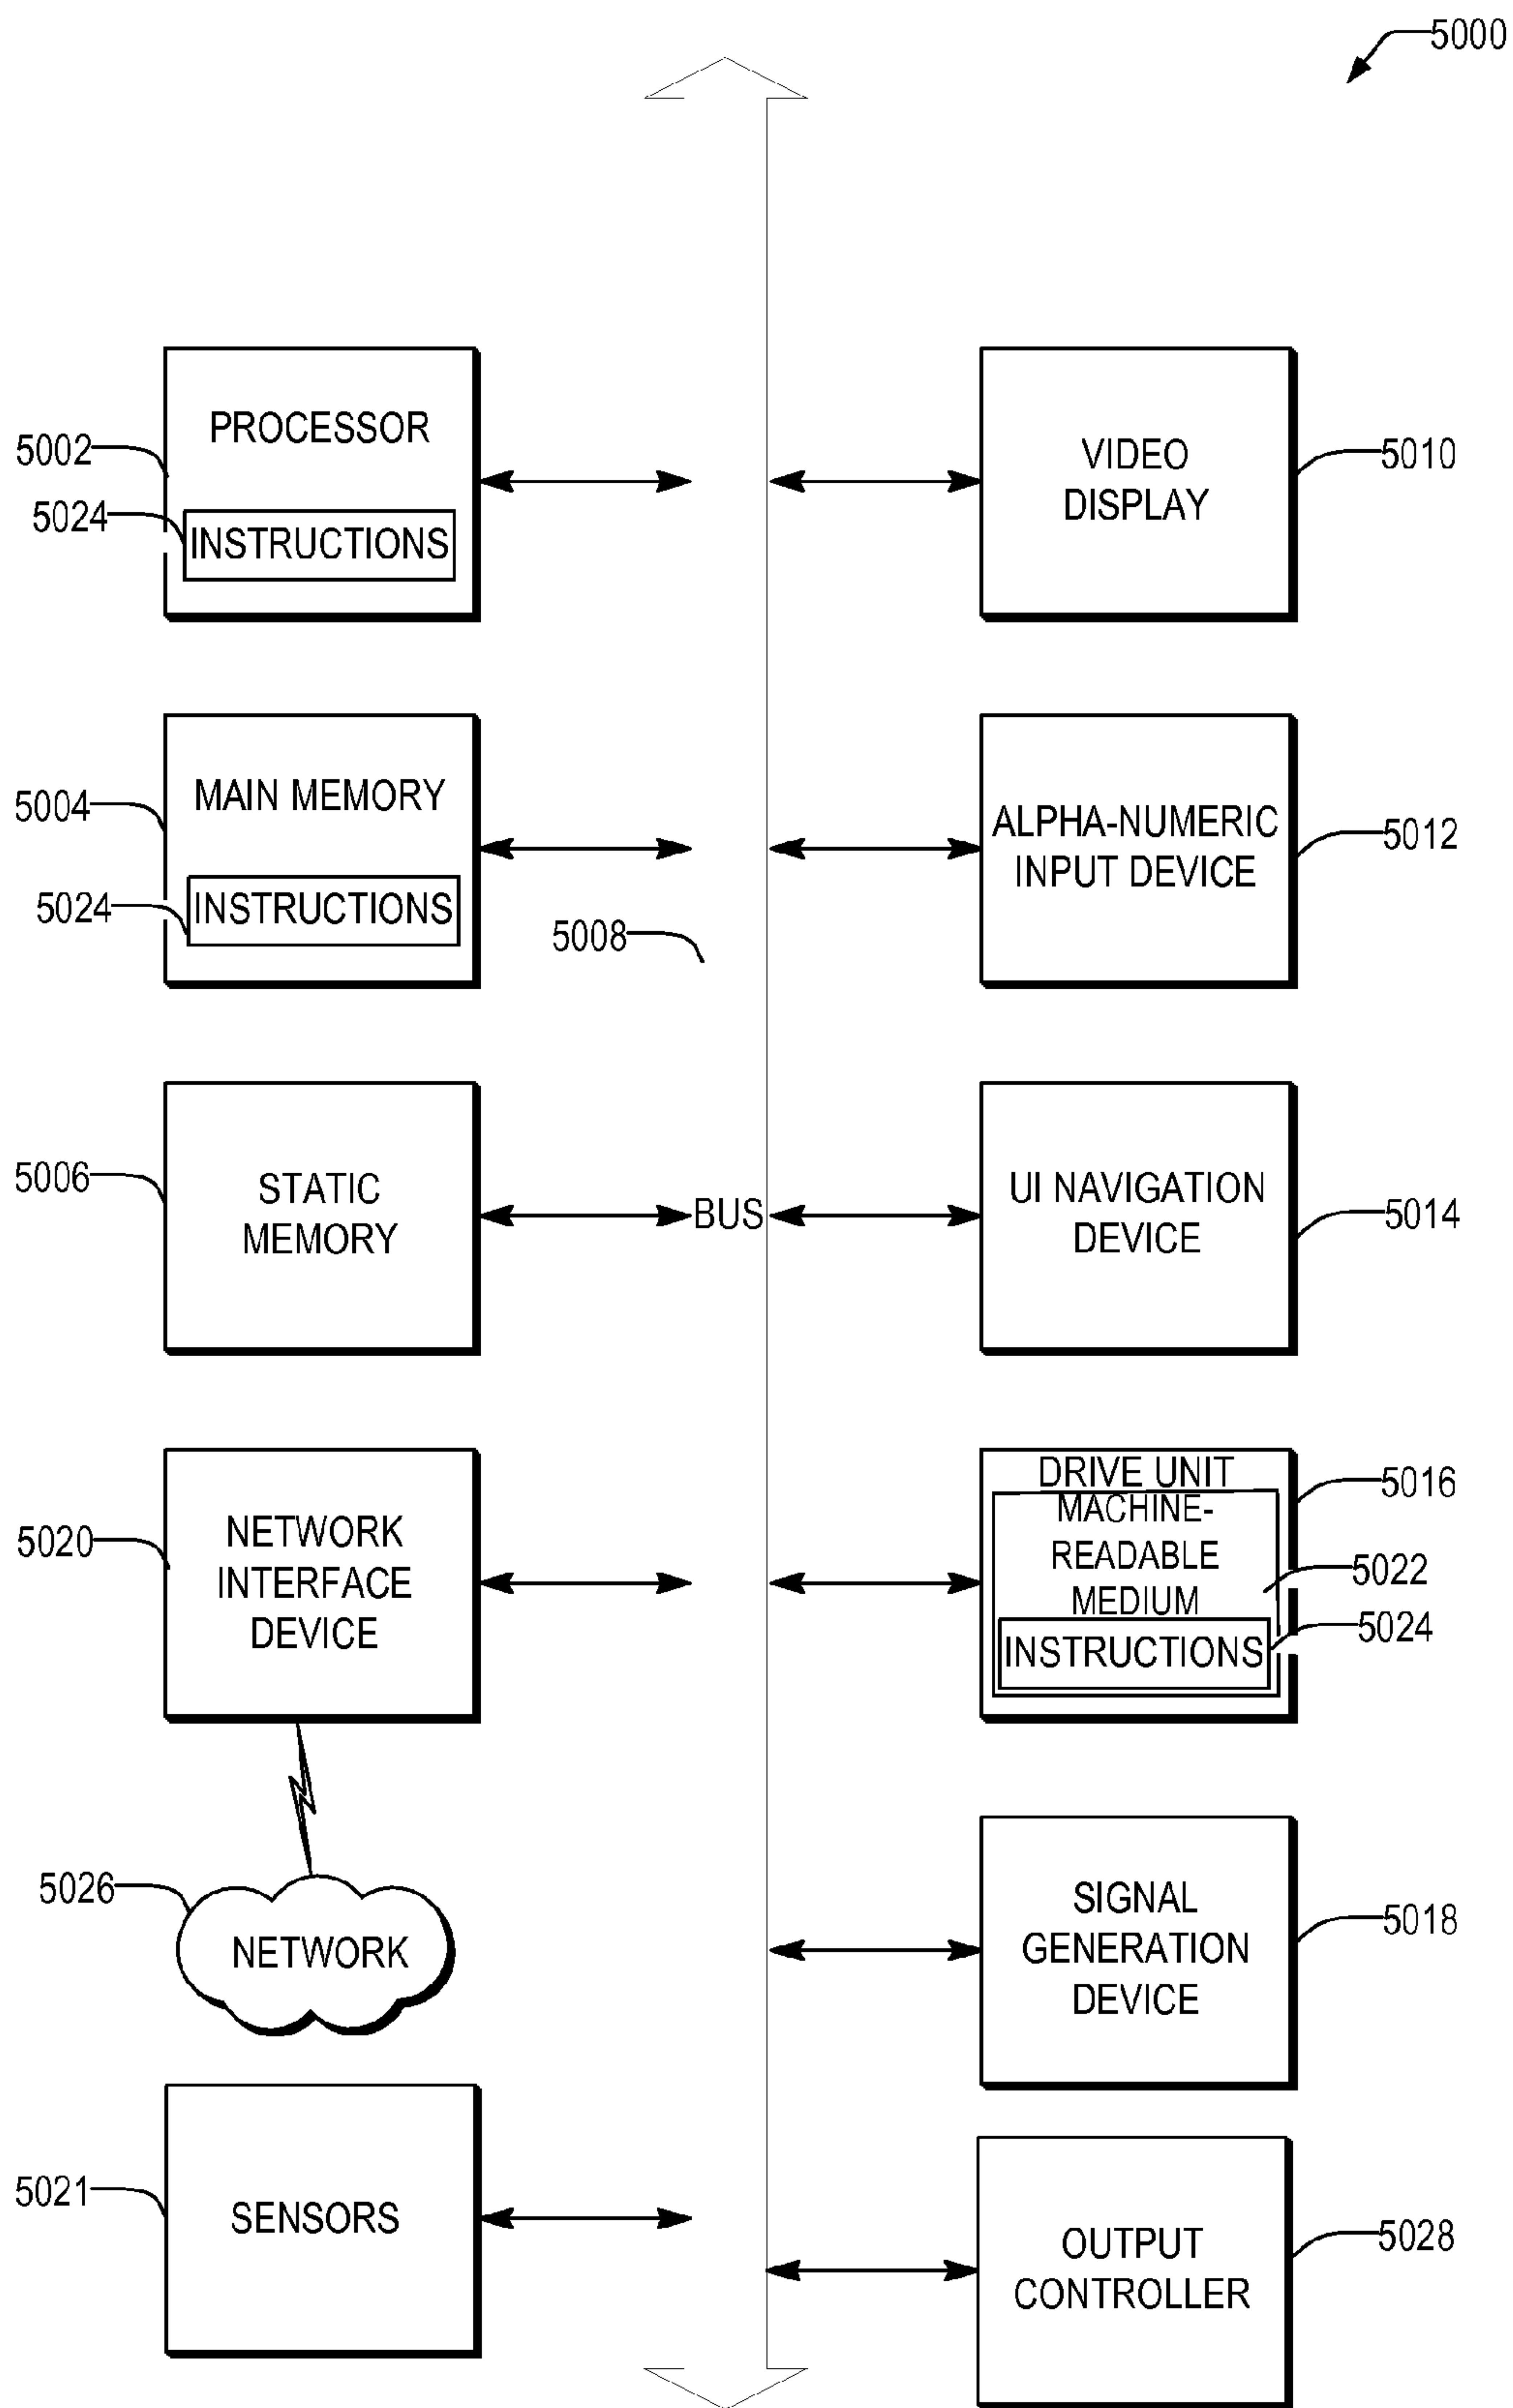 5000
PROCESSOR
5002
5024
INSTRUCTIONS
VIDEO
DISPLAY
5010
MAIN MEMORY
5004
5024
INSTRUCTIONS
5008
ALPHA-NUMERIC
INPUT DEVICE
5012
5006
STATIC
MEMORY
BUS
UI NAVIGATION
DEVICE
5014
5020
NETWORK
INTERFACE
DEVICE
DRIVE UNIT
5016
MACHINE-
READABLE
MEDIUM
5022
INSTRUCTIONS
5024
5026
NETWORK
SIGNAL
GENERATION
DEVICE
5018
5021
SENSORS
OUTPUT
CONTROLLER
5028